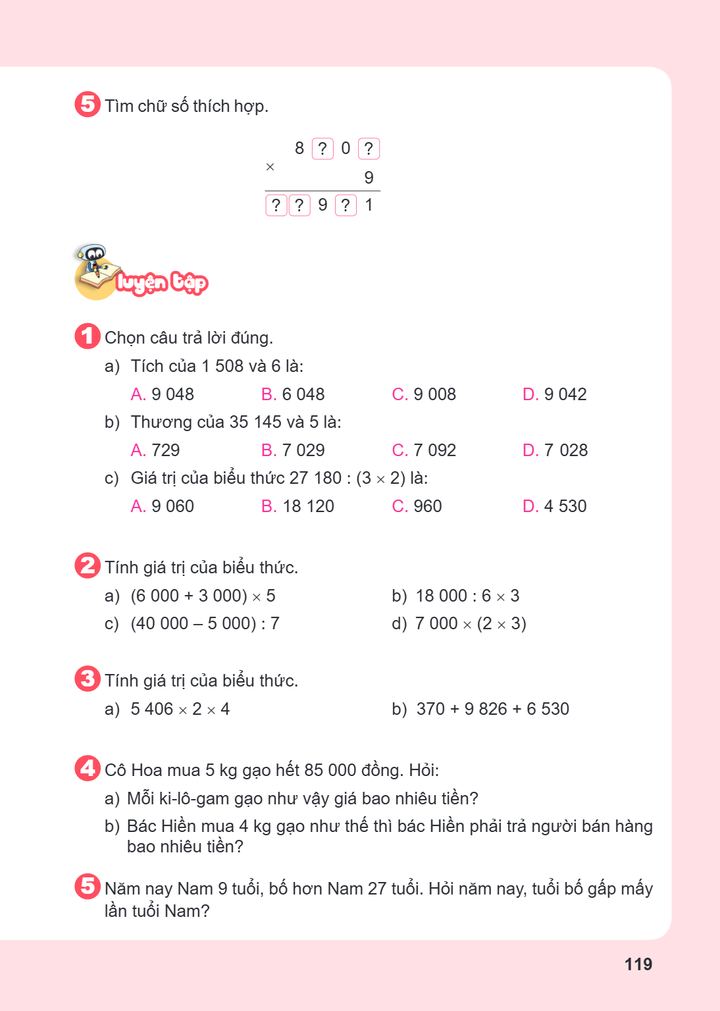 5 Tìm chữ số thích hợp.
8 ? 0 ?
×
9
? ? 9 ? 1
luyện tập
1 Chọn câu trả lời đúng.
a) Tích của 1 508 và 6 là:
A. 9 048 B. 6 048 C. 9 008 D. 9 042
b) Thương của 35 145 và 5 là:
A. 729 B. 7 029 C. 7 092 D. 7 028
c) Giá trị của biểu thức 27 180 : (3 × 2) là:
A. 9 060 B. 18 120 C. 960 D. 4 530
2 Tính giá trị của biểu thức.
a) (6 000 + 3 000) × 5 b) 18 000 : 6 × 3
c) (40 000 – 5 000) : 7 d) 7 000 × (2 × 3)
3 Tính giá trị của biểu thức.
a) 5 406 × 2 × 4 b) 370 + 9 826 + 6 530
4 Cô Hoa mua 5 kg gạo hết 85 000 đồng. Hỏi:
a) Mỗi ki-lô-gam gạo như vậy giá bao nhiêu tiền?
b) Bác Hiền mua 4 kg gạo như thế thì bác Hiền phải trả người bán hàng
bao nhiêu tiền?
5 Năm nay Nam 9 tuổi, bố hơn Nam 27 tuổi. Hỏi năm nay, tuổi bố gấp mấy
lần tuổi Nam?
119